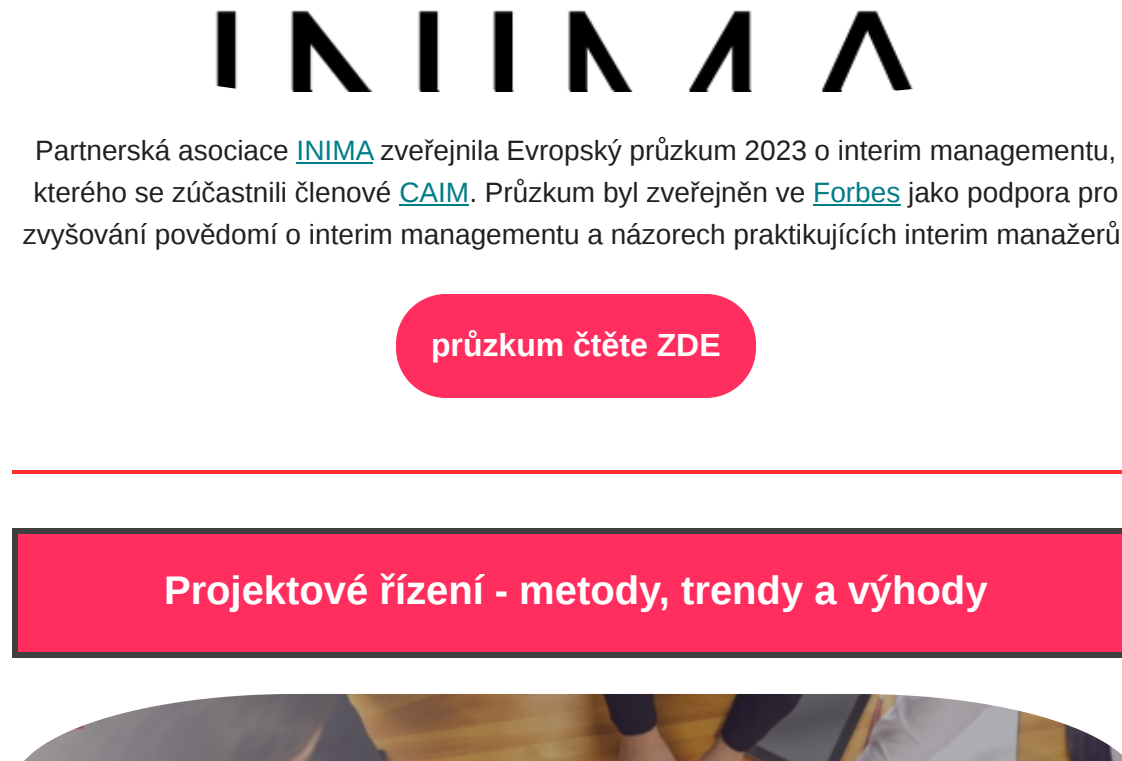 INIMA
Partnerská asociace INIMA zveřejnila Evropský průzkum 2023 o interim managementu,
kterého se zúčastnili členové CAIM. Průzkum byl zveřejněn ve Forbes jako podpora pro
zvyšování povědomí o interim managementu a názorech praktikujících interim manažerů
průzkum čtěte ZDE
Projektové řízení - metody, trendy a výhody